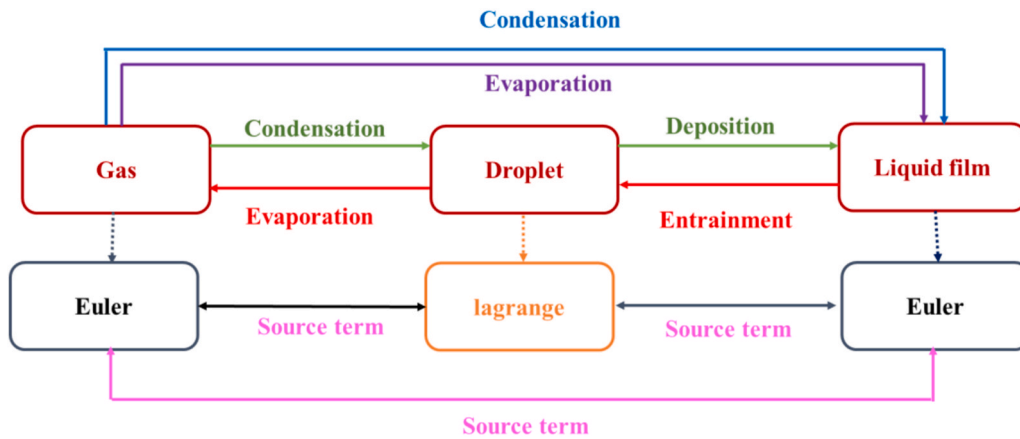 Condensation
Evaporation
Condensation
Deposition
Gas
Droplet
Liquid film
Evaporation
Entrainment
Euler
lagrange
Euler
Source term
Source term
Source term